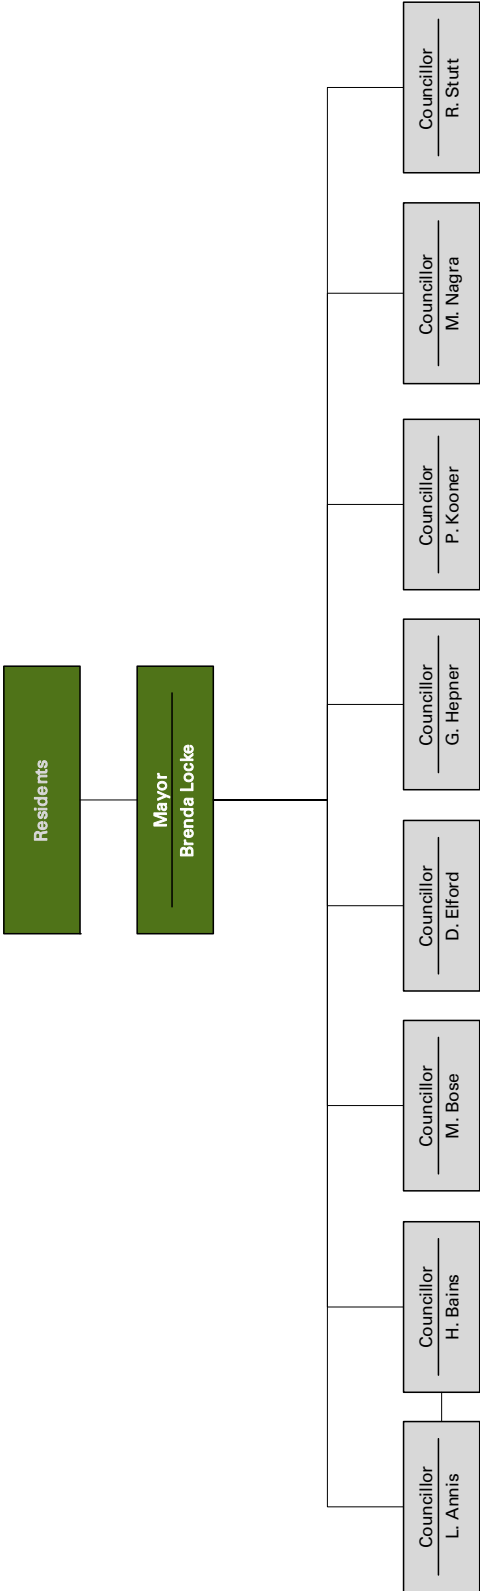 Residents
Mayor
Brenda Locke
Councillor
L. Annis
Councillor
H. Bains
Councillor
M. Bose
Councillor
D. Elford
Councillor
G. Hepner
Councillor
P. Kooner
Councillor
M. Nagra
Councillor
R. Stutt